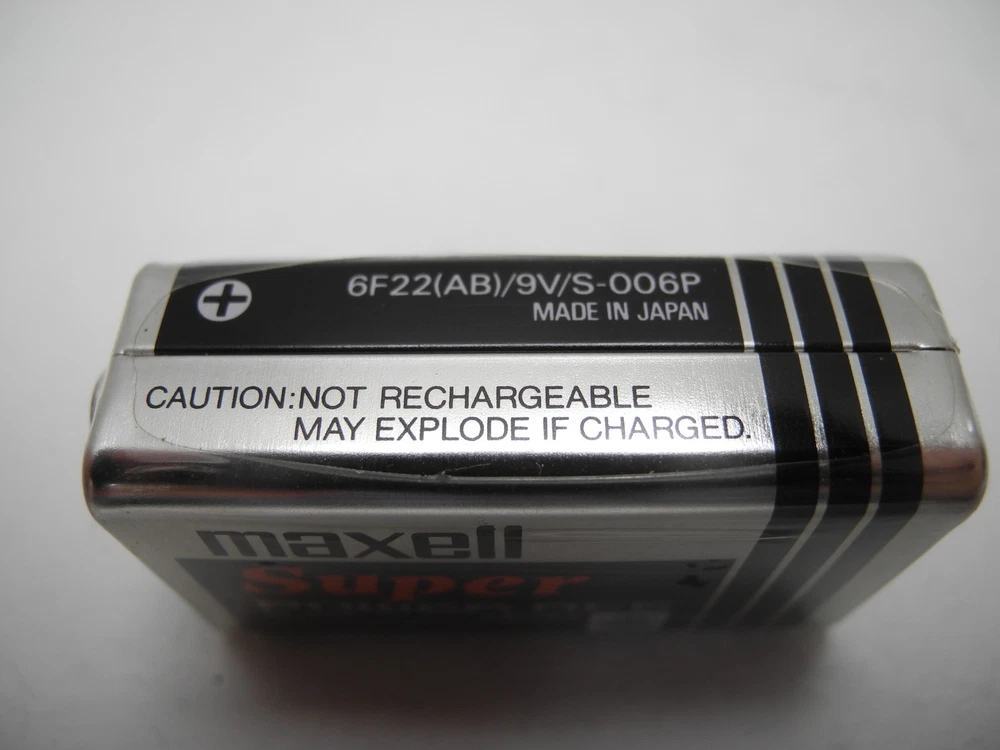 6F22(AB)/9V/S-006P
MADE IN JAPAN
CAUTION:NOT RECHARGEABLE
MAY EXPLODE IF CHARGED.
maxell
Super